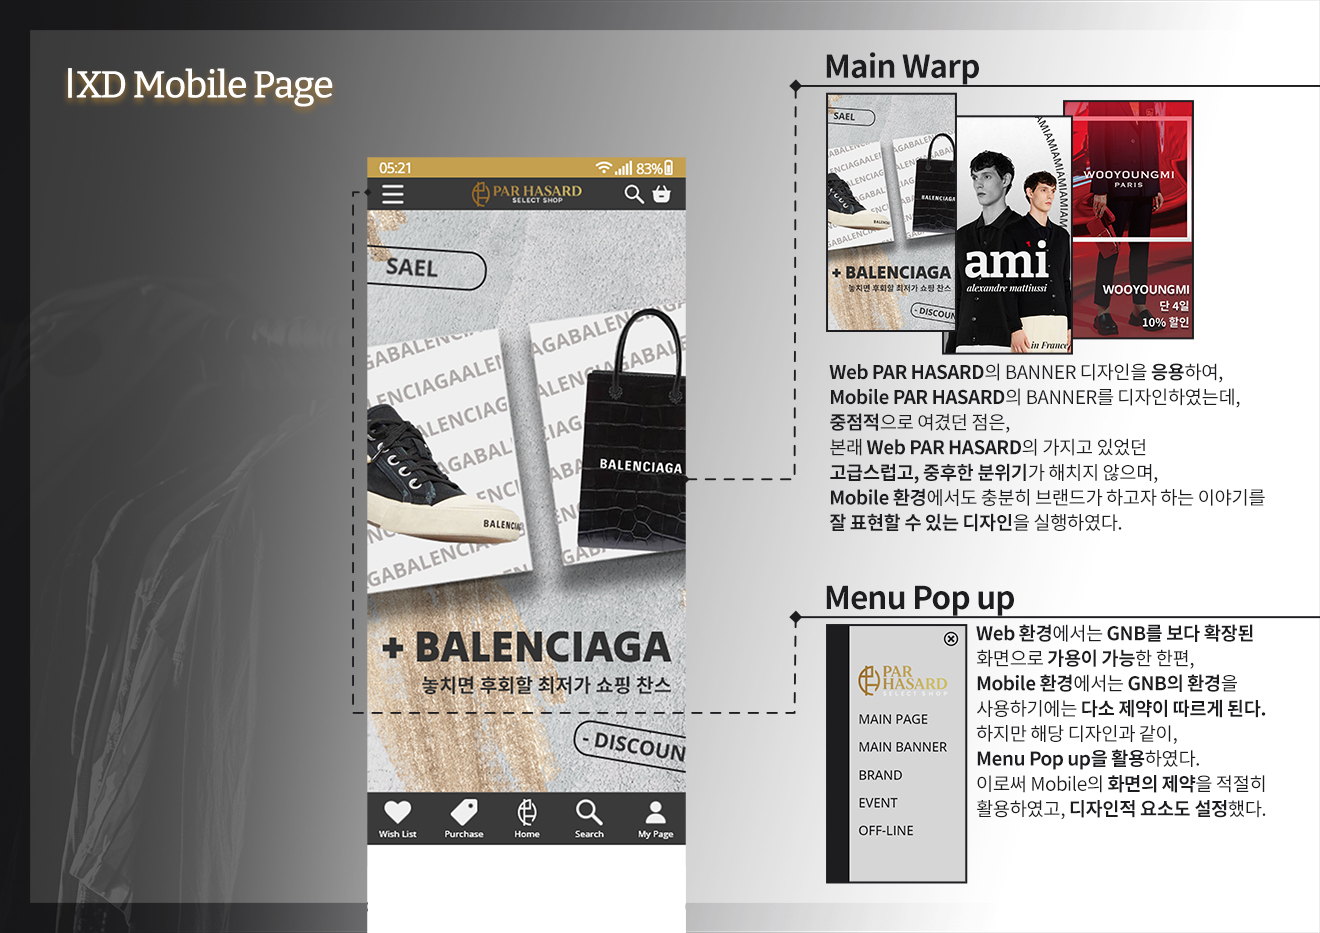 XD Mobile Page
05:21
83%
PAR HASARD
SELECT SHOP
SAEL
GABALENC
ENCIAGAALEN
BALENCIAG
ALENCIAG
ENCI
GABALENCIA
AGABALEN
ALENCIAGA
GABAL
BALENCIAGA
BALENCIAGA
+ BALENCIAGA
놓치면 후회할 최저가 쇼핑 찬스
- DISCOUN
Wish List
Purchase
Home
Search
My Page
Main Warp
SAEL
BALENCIAGA
+ BALENCIAGA
놓치면 후회할 최저가 쇼핑 찬스
- DISCOUN
AMIAMIAMIAMIAMIAMIAMI
ami
alexandre mattiussi
in France
WOOYOUNGMI
PARIS
WOOYOUNGMI
단 4일
10% 할인
Web PAR HASARD의 BANNER 디자인을 응용하여,
Mobile PAR HASARD의 BANNER를 디자인하였는데,
중점적으로 여겼던 점은,
본래 Web PAR HASARD의 가지고 있었던
고급스럽고, 중후한 분위기가 해치지 않으며,
Mobile 환경에서도 충분히 브랜드가 하고자 하는 이야기를
잘 표현할 수 있는 디자인을 실행하였다.
Menu Pop up
PAR
HASARD
SELECT SHOP
MAIN PAGE
MAIN BANNER
BRAND
EVENT
OFF-LINE
Web 환경에서는 GNB를 보다 확장된
화면으로 가용이 가능한 한편,
Mobile 환경에서는 GNB의 환경을
사용하기에는 다소 제약이 따르게 된다.
하지만 해당 디자인과 같이,
Menu Pop up을 활용하였다.
이로써 Mobile의 화면의 제약을 적절히
활용하였고, 디자인적 요소도 설정했다.